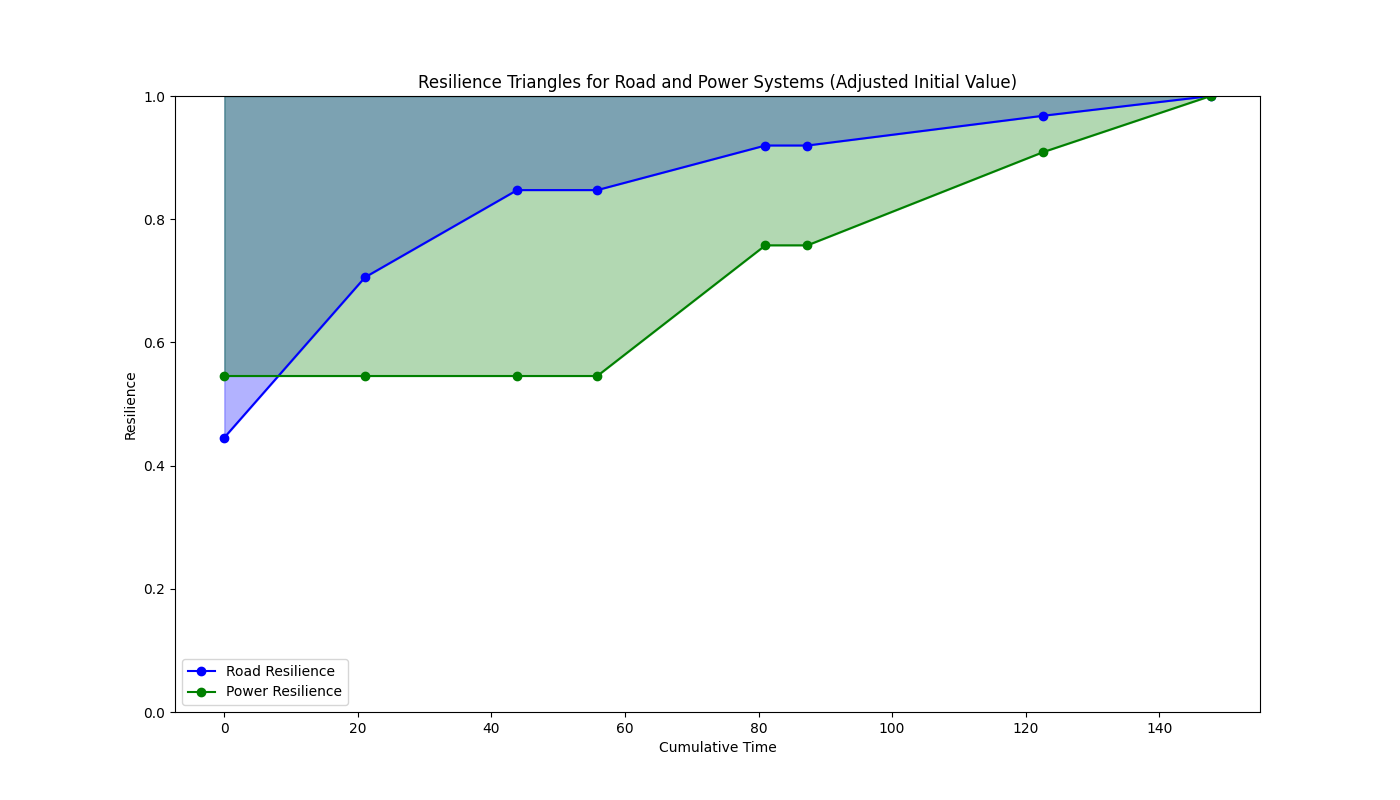 Resilience Triangles for Road and Power Systems (Adjusted Initial Value)
1.0
0.8
0.6
0.4
0.2
0.0
Resilience
Road Resilience
Power Resilience
0 20 40 60 80 100 120 140
Cumulative Time